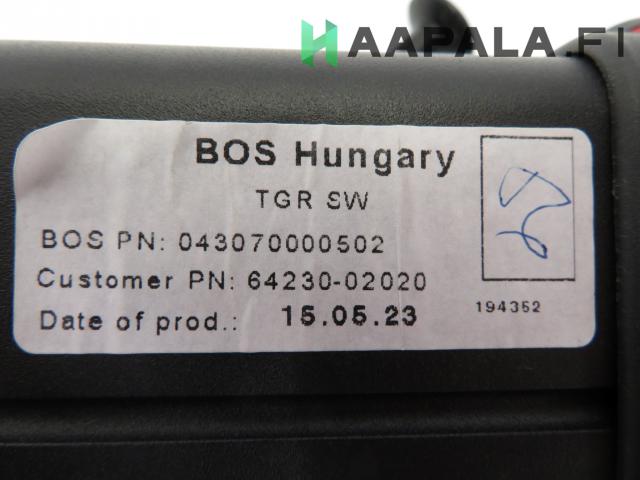 HAAPALA.FI
BOS Hungary
TGR SW
BOS PN: 043070000502
Customer PN: 64230-02020
Date of prod.: 15.05.23
194352